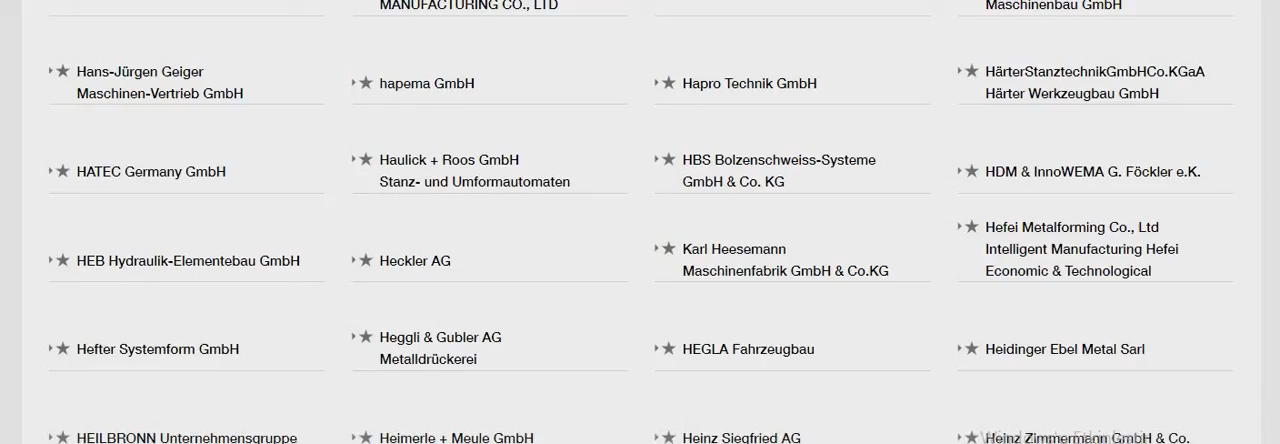 MANUFACTURING CO., LTD
Maschinenbau GmbH
Hans-Jürgen Geiger
Maschinen-Vertrieb GmbH
hapema GmbH
Hapro Technik GmbH
HärterStanztechnikGmbHCo.KGaA
Härter Werkzeugbau GmbH
HATEC Germany GmbH
Haulick + Roos GmbH
Stanz- und Umformautomaten
HBS Bolzenschweiss-Systeme
GmbH & Co. KG
HDM & InnoWEMA G. Föckler e.K.
HEB Hydraulik-Elementebau GmbH
Heckler AG
Karl Heesemann
Maschinenfabrik GmbH & Co.KG
Hefei Metalforming Co., Ltd
Intelligent Manufacturing Hefei
Economic & Technological
Hefter Systemform GmbH
Heggli & Gubler AG
Metalldrückerei
HEGLA Fahrzeugbau
Heidinger Ebel Metal Sarl
HEILBRONN Unternehmensgruppe
Heimerle + Meule GmbH
Heinz Siegfried AG
Heinz Zimmermann GmbH & Co.